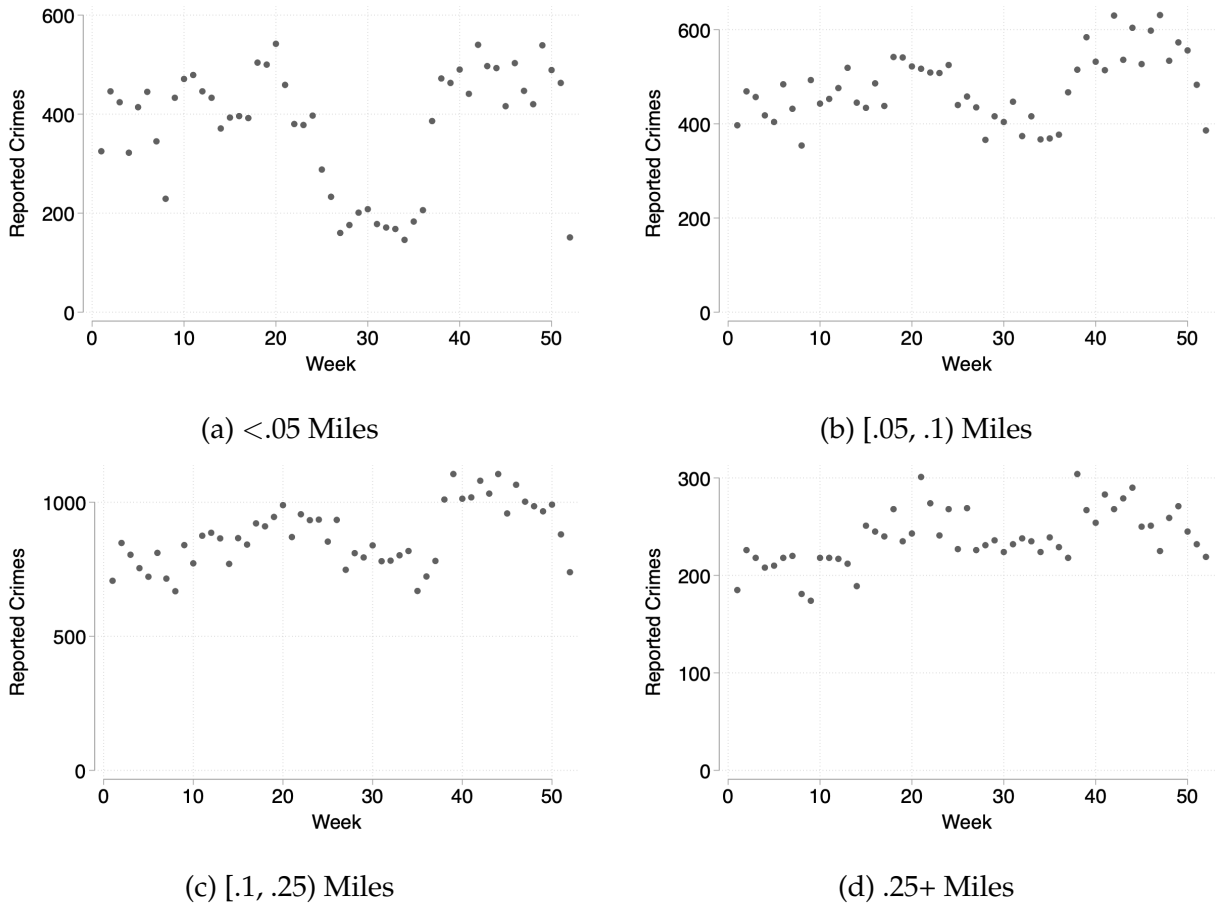 600
400
200
0
Reported Crimes
0 10 20 30 40 50
Week
(a) <.05 Miles
600
400
200
0
Reported Crimes
0 10 20 30 40 50
Week
(b) [.05, .1) Miles
1000
500
0
Reported Crimes
0 10 20 30 40 50
Week
(c) [.1, .25) Miles
300
200
100
0
Reported Crimes
0 10 20 30 40 50
Week
(d) .25+ Miles